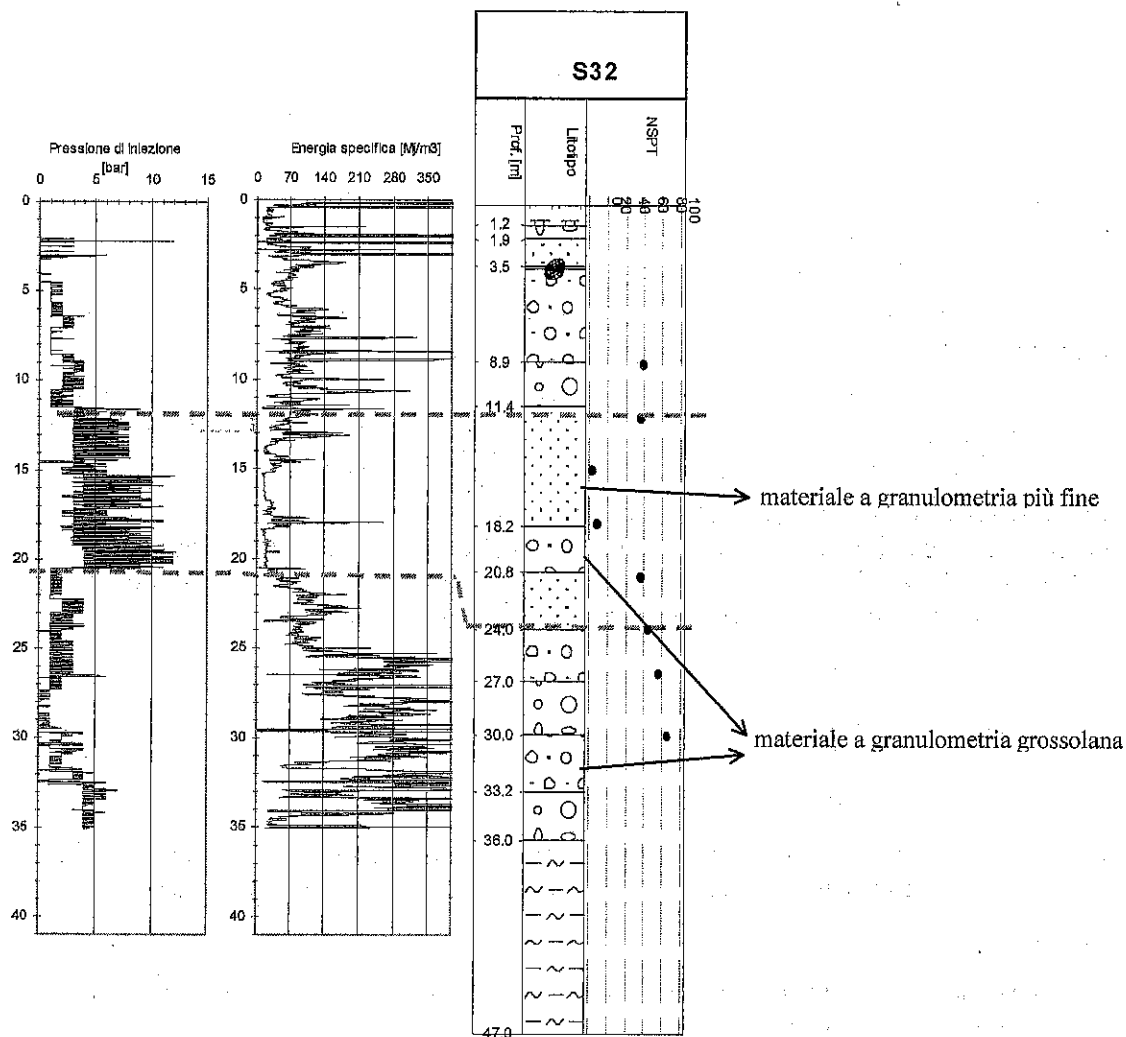 S32
Pressione di iniezione
[bar]
0 5 10 15
Energia specifica [Mj/m3]
0 70 140 210 280 350
Prof. [m]
Litotipo
NSPT
0 20 40 60 80 100
0
5
10
15
20
25
30
35
40
0
5
10
15
20
25
30
35
40
1.2
1.9
3.5
8.9
11.4
18.2
20.8
24.0
27.0
30.0
33.2
36.0
47.0
materiale a granulometria più fine
materiale a granulometria grossolana